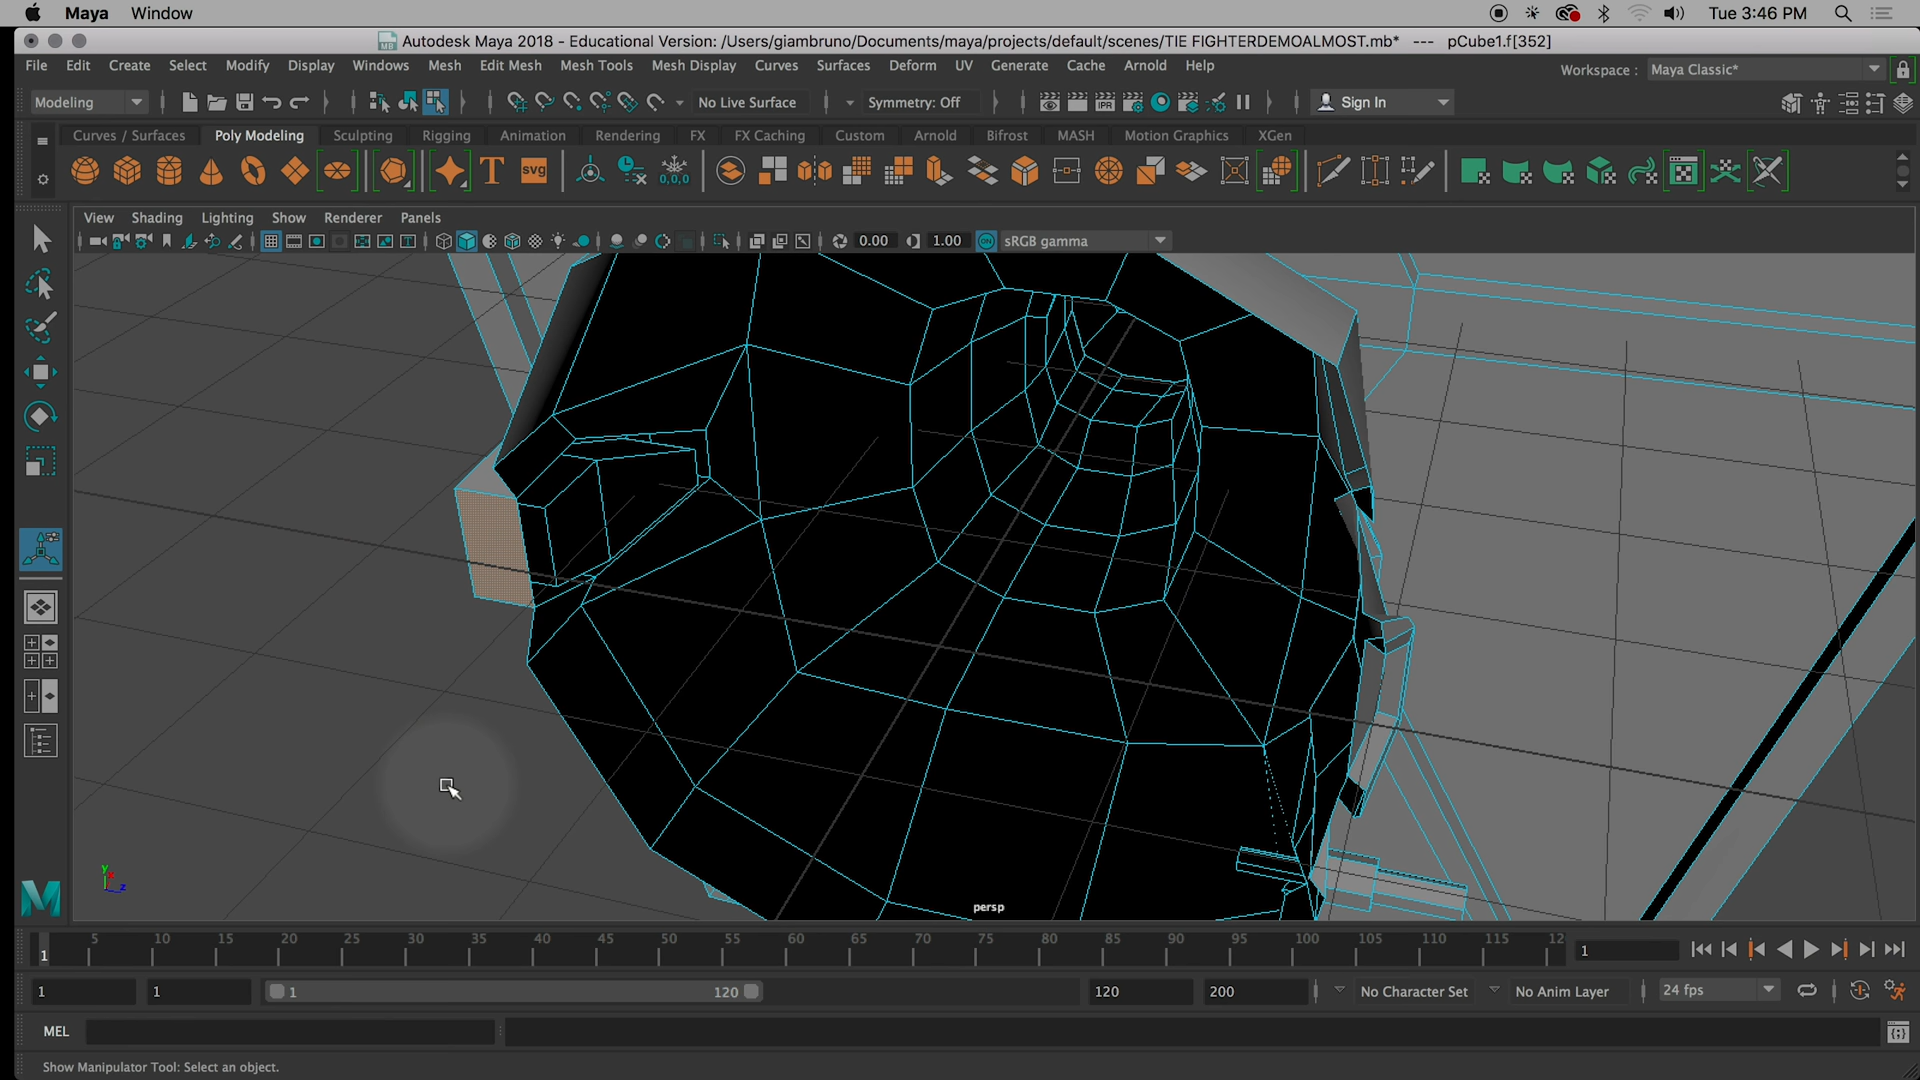 Maya Window Tue 3:46 PM
Autodesk Maya 2018 - Educational Version: /Users/giambruno/Documents/maya/projects/default/scenes/TIE FIGHTERDEMOALMOST.mb* --- pCube1.f[352]
File Edit Create Select Modify Display Windows Mesh Edit Mesh Mesh Tools Mesh Display Curves Surfaces Deform UV Generate Cache Arnold Help Workspace : Maya Classic*
Modeling No Live Surface Symmetry: Off IPR Sign In
Curves / Surfaces Poly Modeling Sculpting Rigging Animation Rendering FX FX Caching Custom Arnold Bifrost MASH Motion Graphics XGen
T SVG 0,0,0
View Shading Lighting Show Renderer Panels
0.00 1.00 ON sRGB gamma
y x z
persp
M
1 5 10 15 20 25 30 35 40 45 50 55 60 65 70 75 80 85 90 95 100 105 110 115 12 1
1 1 1 120 120 200 No Character Set No Anim Layer 24 fps
MEL
Show Manipulator Tool: Select an object.